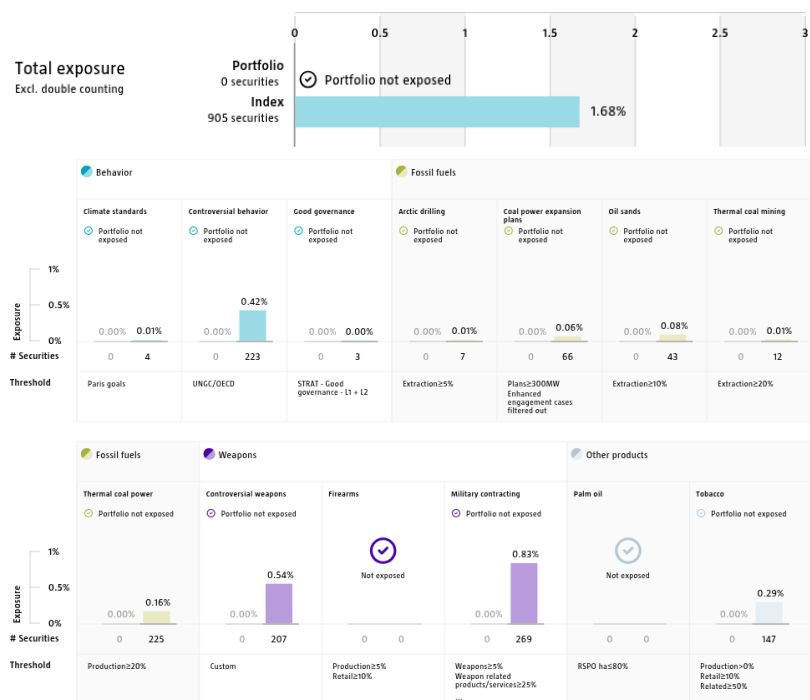 0 0.5 1 1.5 2 2.5 3
Total exposure
Excl. double counting
Portfolio
0 securities
Portfolio not exposed
Index
905 securities
1.68%
Behavior
Fossil fuels
Climate standards
Controversial behavior
Good governance
Arctic drilling
Coal power expansion
plans
Oil sands
Thermal coal mining
Portfolio not
exposed
Portfolio not
exposed
Portfolio not
exposed
Portfolio not
exposed
Portfolio not
exposed
Portfolio not
exposed
Portfolio not
exposed
Exposure
1%
0.5%
0%
0.00% 0.01%
0.00% 0.42%
0.00% 0.00%
0.00% 0.01%
0.00% 0.06%
0.00% 0.08%
0.00% 0.01%
# Securities 0 4 0 223 0 3 0 7 0 66 0 43 0 12
Threshold
Paris goals
UNGC/OECD
STRAT - Good
governance - L1 + L2
Extraction≥5%
Plans≥300MW
Enhanced
engagement cases
filtered out
Extraction≥10%
Extraction≥20%
Fossil fuels
Weapons
Other products
Thermal coal power
Controversial weapons
Firearms
Military contracting
Palm oil
Tobacco
Portfolio not exposed
Portfolio not exposed
Not exposed
Portfolio not exposed
Not exposed
Portfolio not exposed
Exposure
1%
0.5%
0%
0.00% 0.16%
0.00% 0.54%
0.00% 0.83%
0.00% 0.29%
# Securities 0 225 0 207 0 0 0 269 0 0 0 147
Threshold
Production≥20%
Custom
Production≥5%
Retail≥10%
Weapons≥5%
Weapon related
products/services≥25%
RSPO ha≤80%
Production>0%
Retail≥10%
Related≥50%